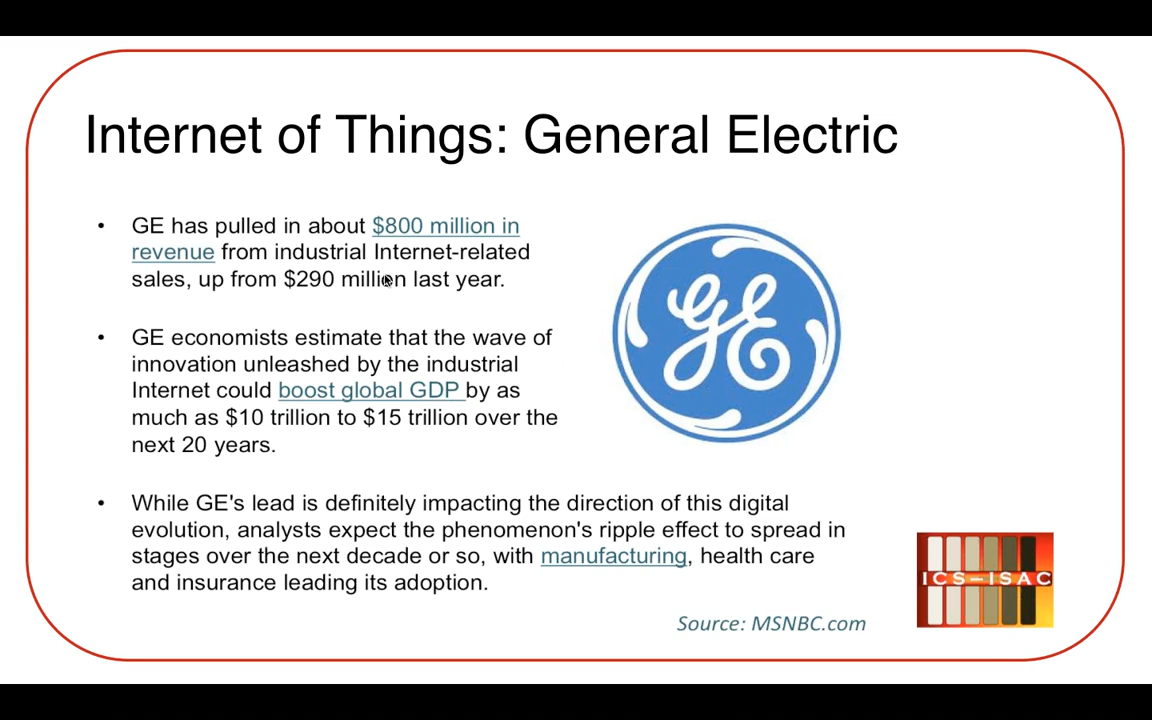 Internet of Things: General Electric
• GE has pulled in about $800 million in
revenue from industrial Internet-related
sales, up from $290 million last year.
• GE economists estimate that the wave of
innovation unleashed by the industrial
Internet could boost global GDP by as
much as $10 trillion to $15 trillion over the
next 20 years.
GE
• While GE's lead is definitely impacting the direction of this digital
evolution, analysts expect the phenomenon's ripple effect to spread in
stages over the next decade or so, with manufacturing, health care
and insurance leading its adoption.
ICS-ISAC
Source: MSNBC.com